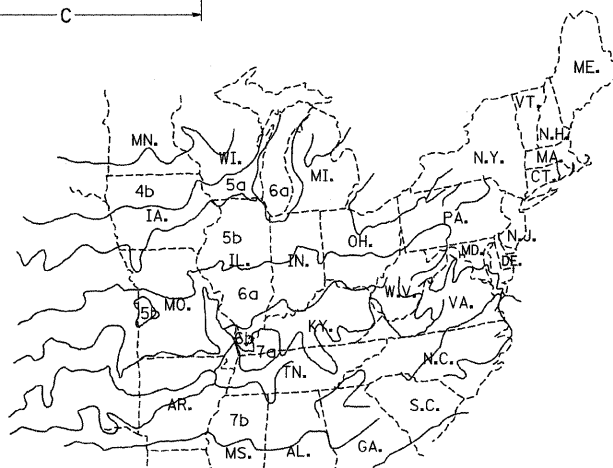 C
ME.
VT.
MN.
N.H.
WI.
N.Y.
MA.
MI.
CT.
4b
5a
6a
IA.
PA.
5b
OH.
N.J.
IL.
IN.
MD.
DE.
6a
W.V.
MO.
VA.
5b
KY.
6b
7a
N.C.
TN.
AR.
S.C.
7b
MS.
AL.
GA.